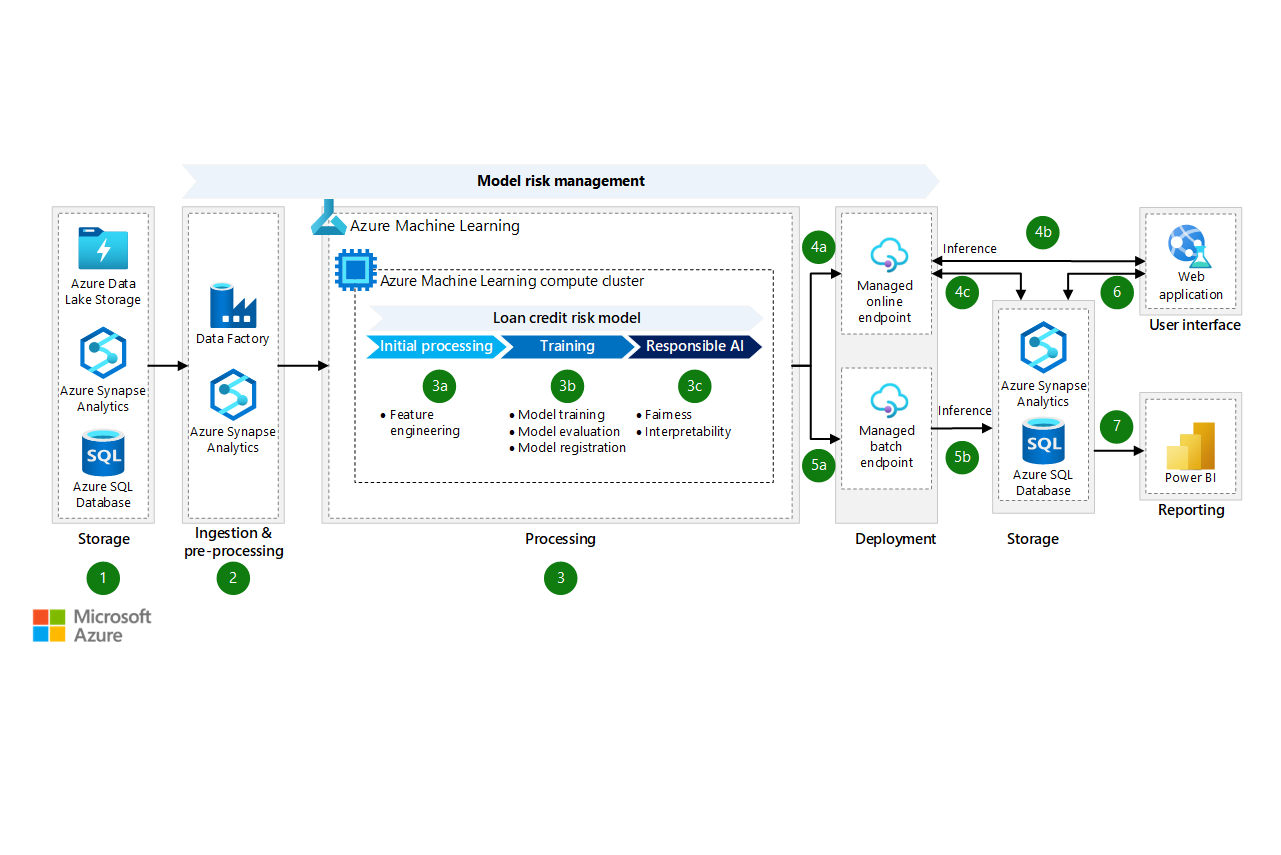 Model risk management
Azure Data
Lake Storage
Azure Synapse
Analytics
SQL
Azure SQL
Database
Storage
1
Data Factory
Azure Synapse
Analytics
Ingestion &
pre-processing
2
Azure Machine Learning
Azure Machine Learning compute cluster
Loan credit risk model
Initial processing
Training
Responsible AI
3a
3b
3c
• Feature
engineering
• Model training
• Model evaluation
• Model registration
• Fairness
• Interpretability
Processing
3
4a
5a
Managed
online
endpoint
Managed
batch
endpoint
Deployment
Inference
4b
4c
6
Inference
5b
Azure Synapse
Analytics
SQL
Azure SQL
Database
Storage
Web
application
User interface
7
Power BI
Reporting
Microsoft
Azure